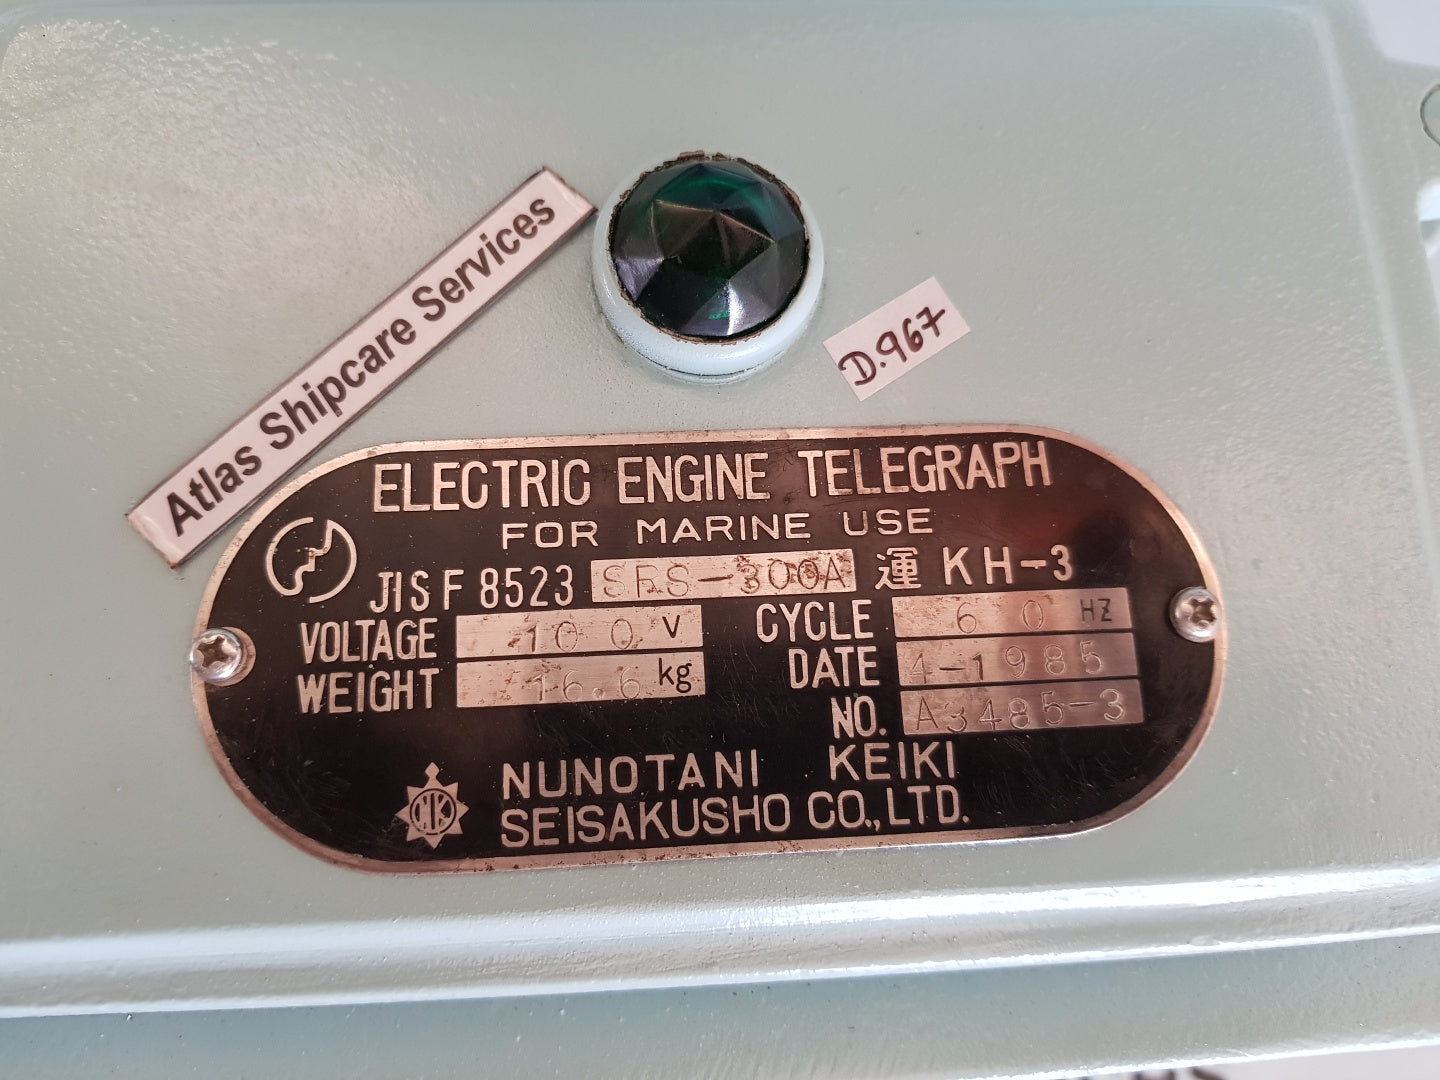 Atlas Shipcare Services
D.967
ELECTRIC ENGINE TELEGRAPH
FOR MARINE USE
JIS F 8523 SRS-300A 運 KH-3
VOLTAGE 100 V CYCLE 60 HZ
WEIGHT 16.6 kg DATE 4-1985
NO. A3485-3
NUNOTANI KEIKI
SEISAKUSHO CO., LTD.